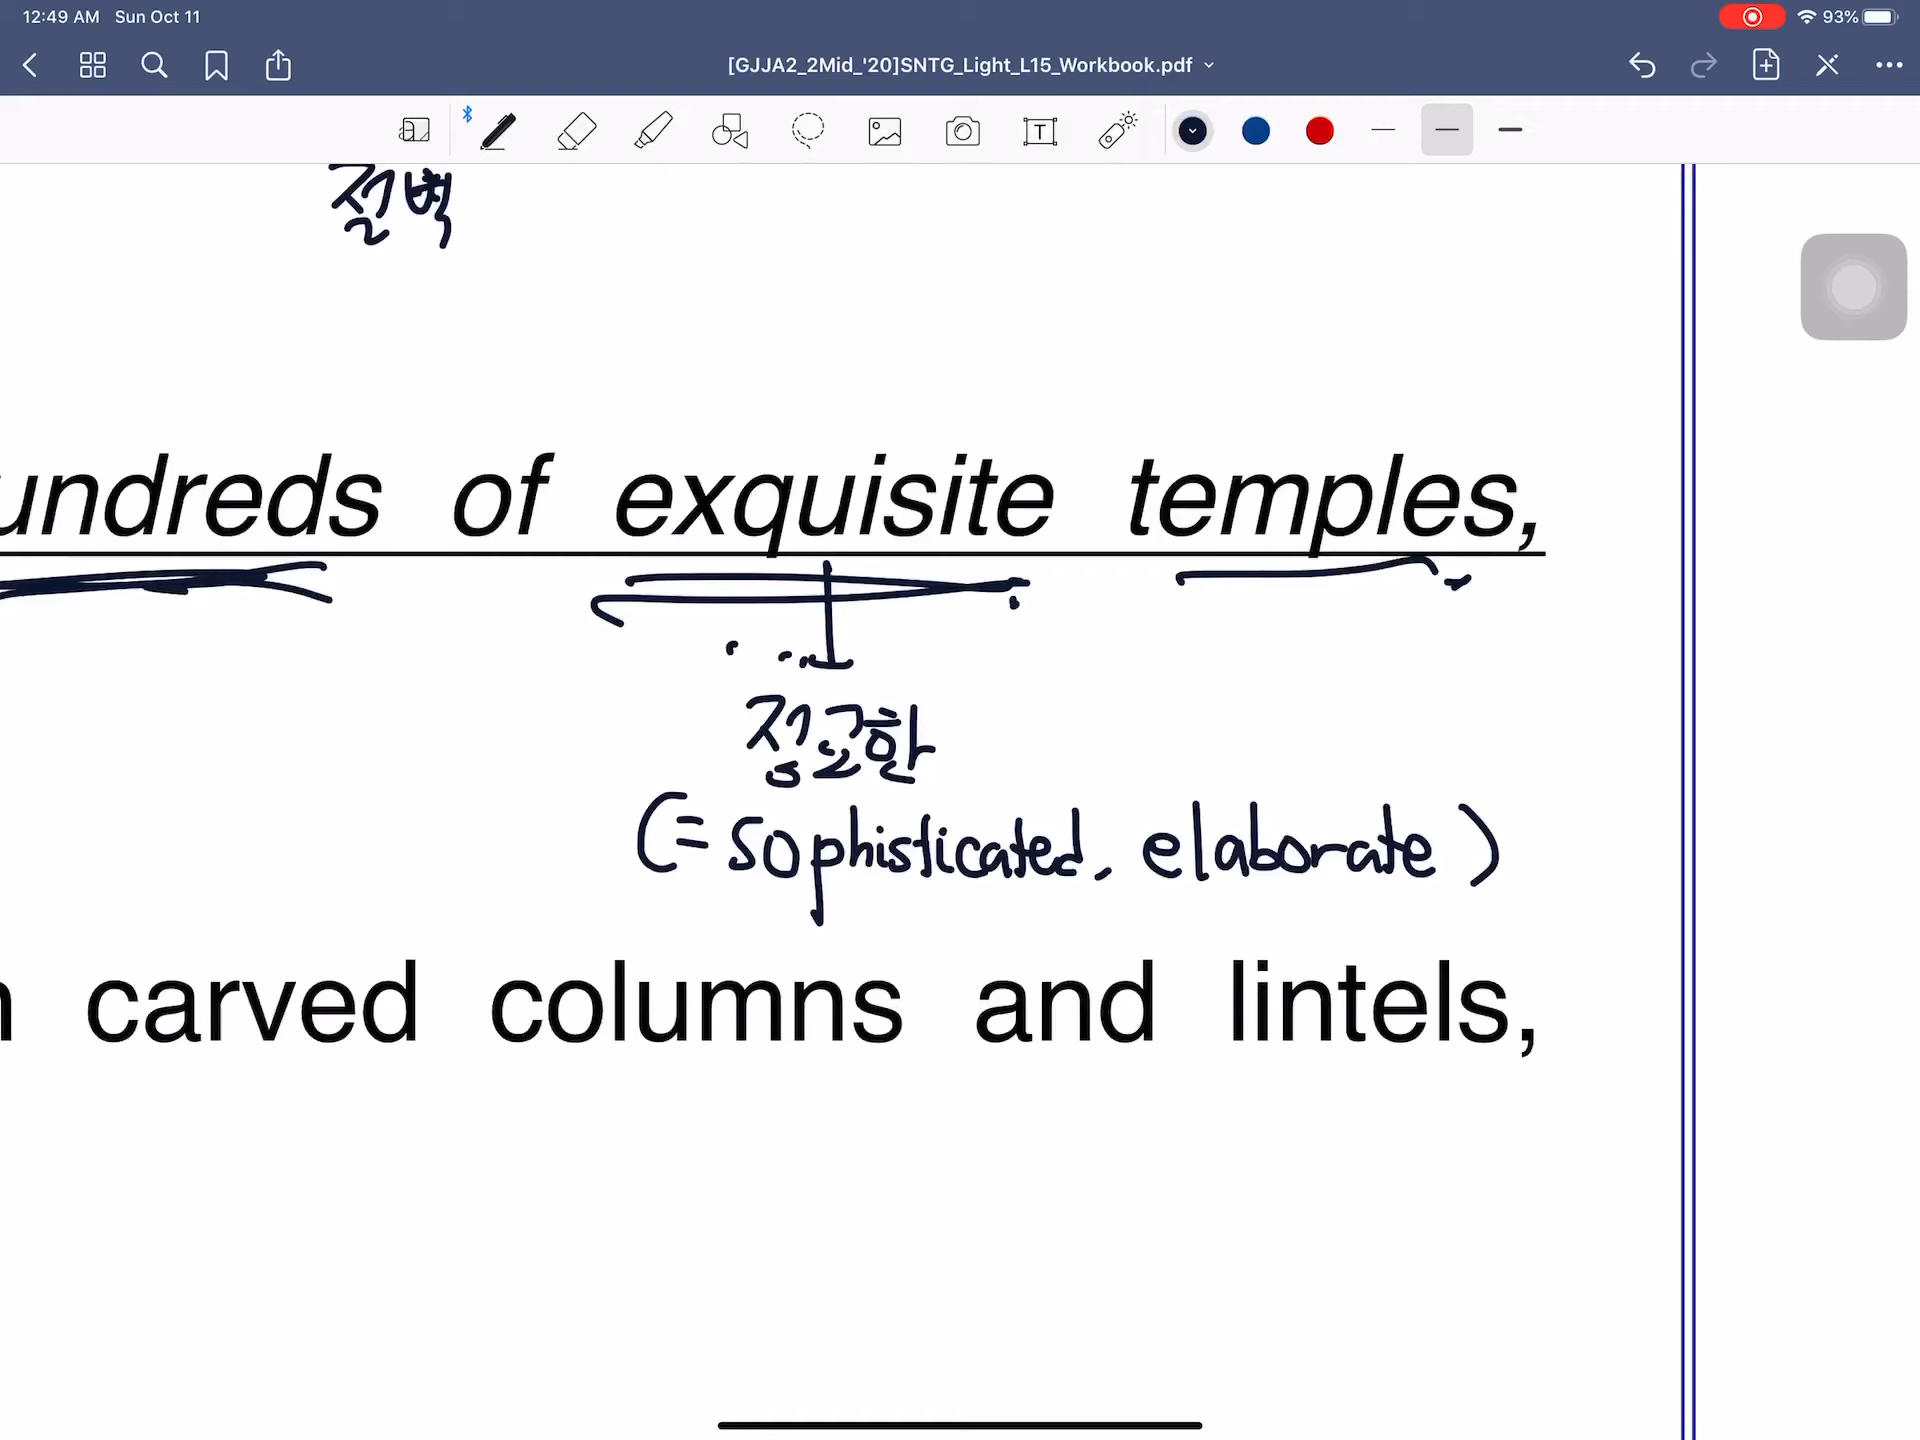 12:49 AM Sun Oct 11
93%
[GJJA2_2Mid_'20]SNTG_Light_L15_Workbook.pdf
절벽
undreds of exquisite temples,
정교한
(= sophisticated, elaborate)
carved columns and lintels,